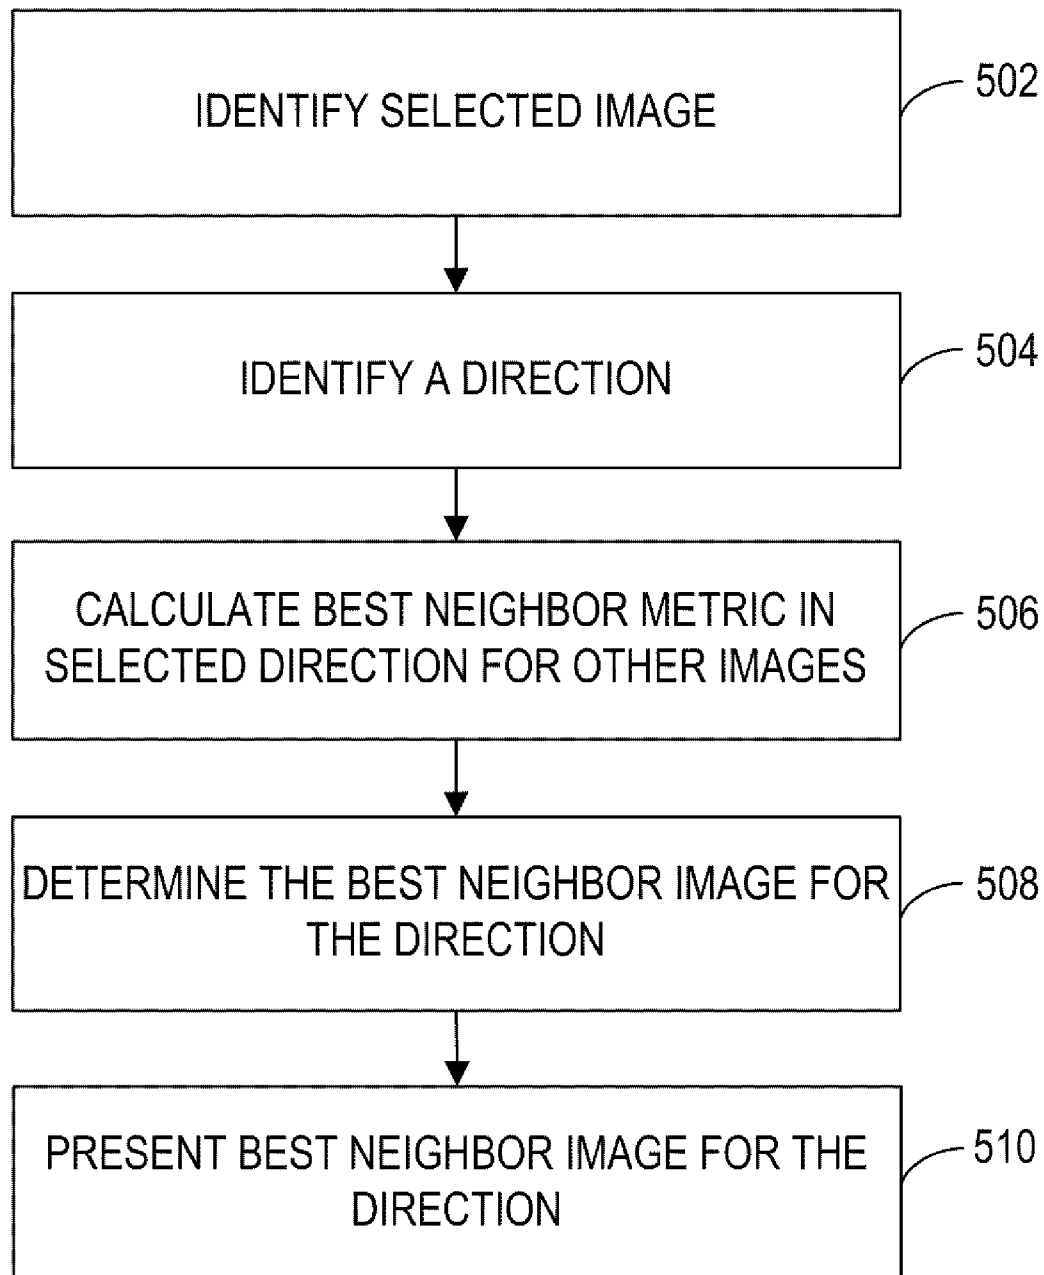 IDENTIFY SELECTED IMAGE
502
IDENTIFY A DIRECTION
504
CALCULATE BEST NEIGHBOR METRIC IN
SELECTED DIRECTION FOR OTHER IMAGES
506
DETERMINE THE BEST NEIGHBOR IMAGE FOR
THE DIRECTION
508
PRESENT BEST NEIGHBOR IMAGE FOR THE
DIRECTION
510